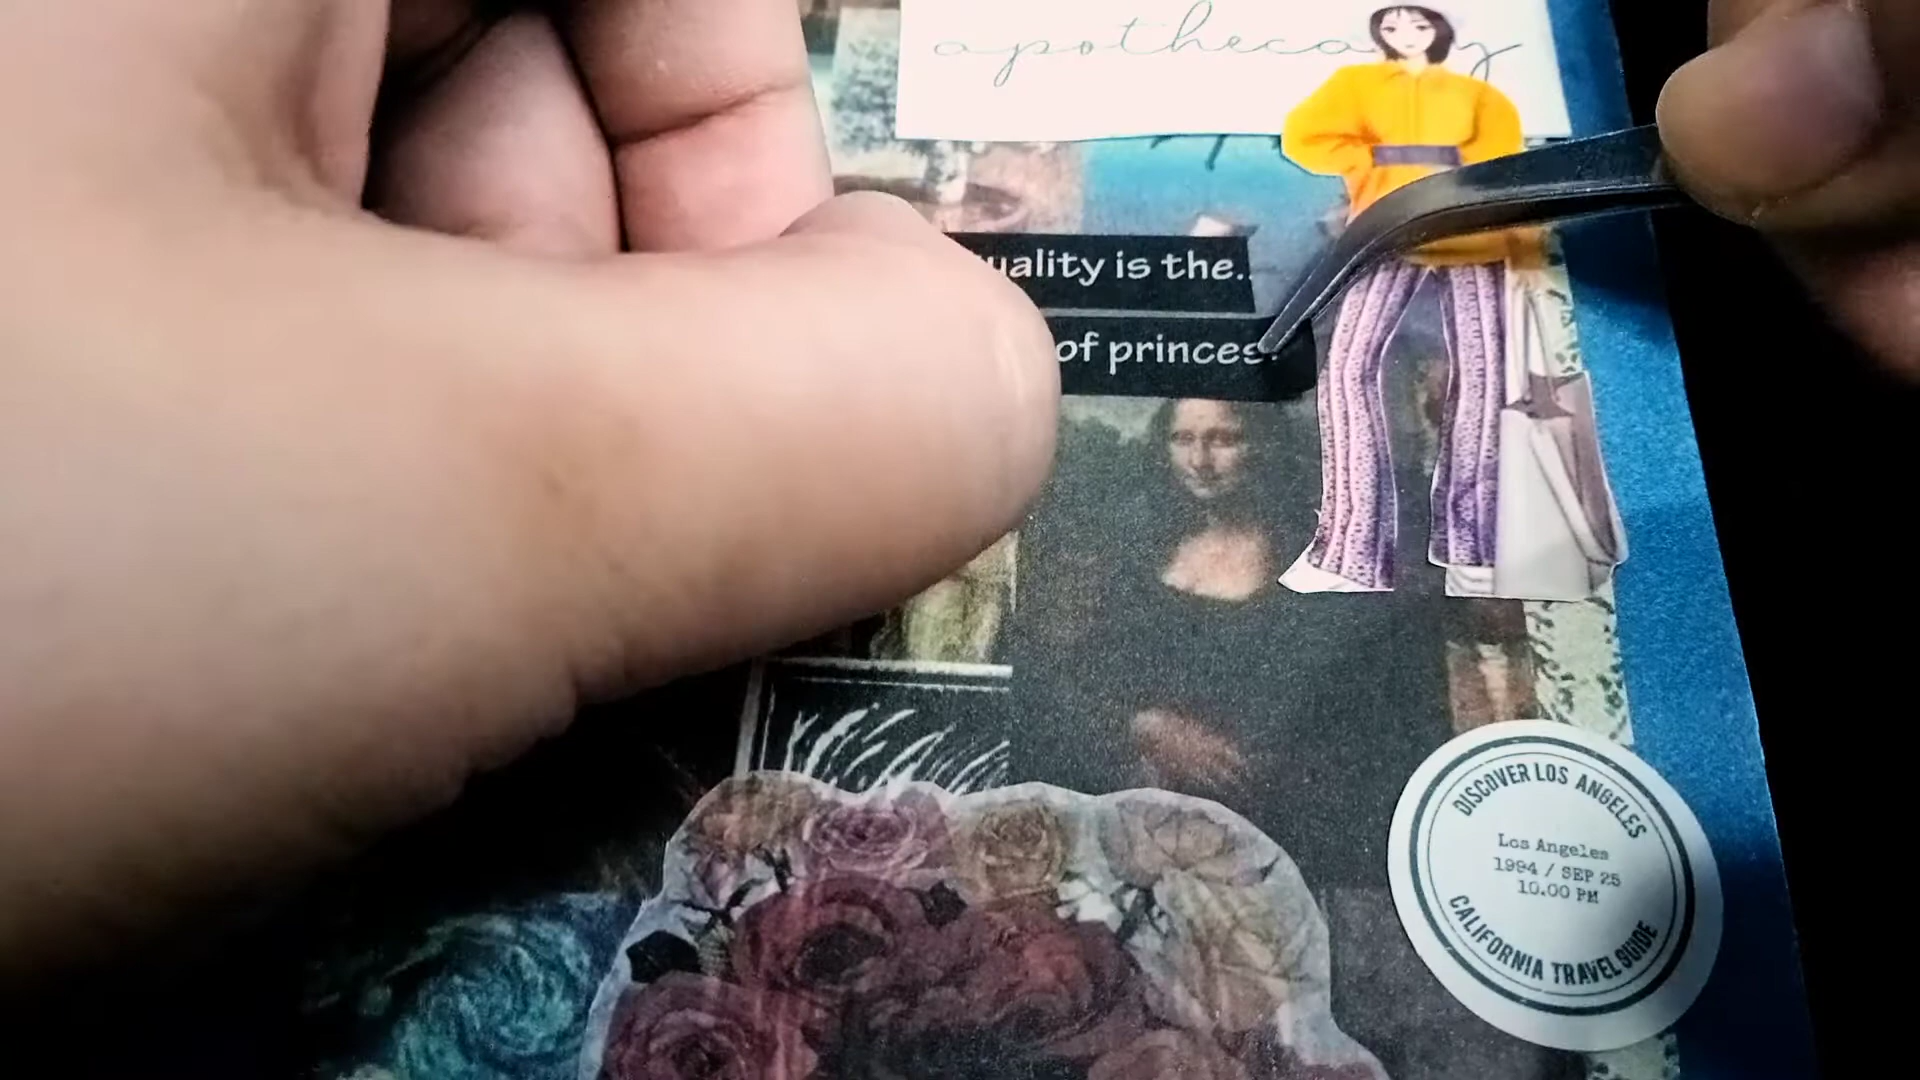 apothecary
uality is the..
of princes.
DISCOVER LOS ANGELES
Los Angeles
1994 / SEP 25
10.00 PM
CALIFORNIA TRAVEL GUIDE